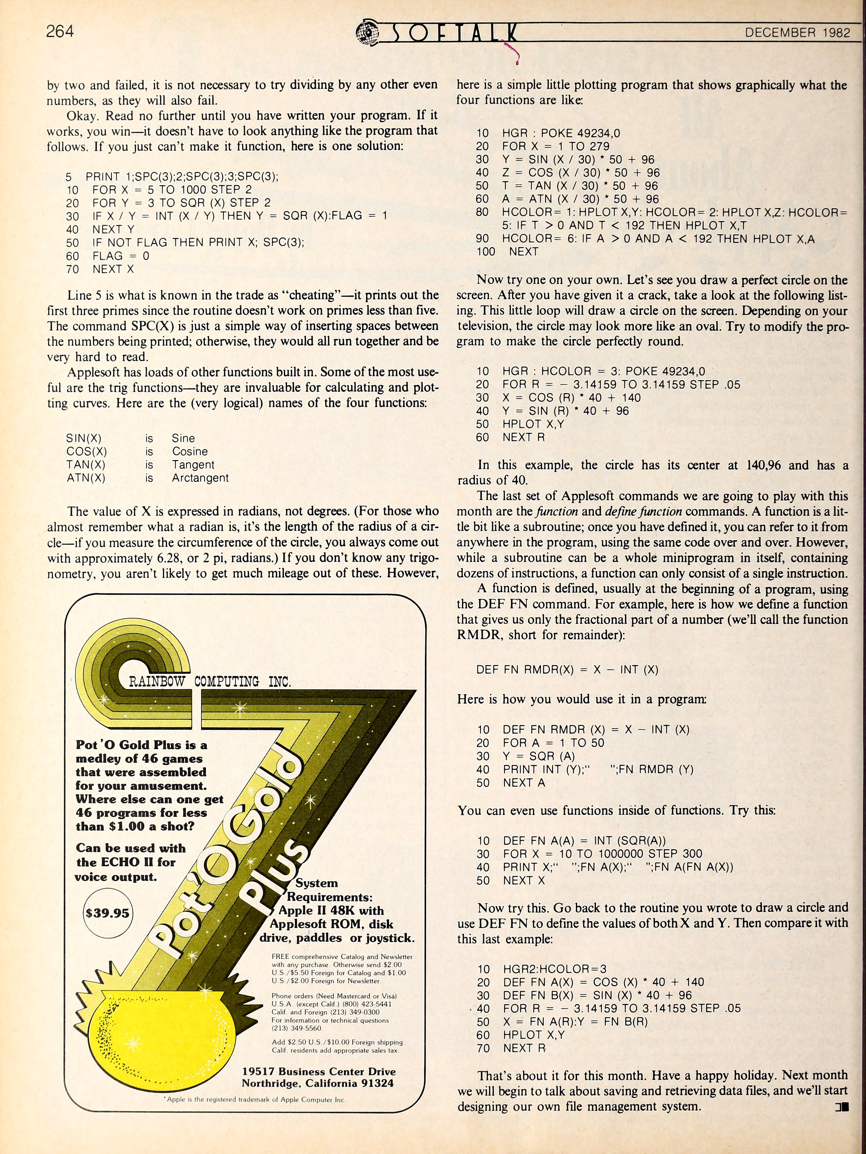 264
SOFTALK
DECEMBER 1982
by two and failed, it is not necessary to try dividing by any other even
numbers, as they will also fail.
Okay. Read no further until you have written your program. If it
works, you win—it doesn't have to look anything like the program that
follows. If you just can't make it function, here is one solution:
5 PRINT 1;SPC(3);2;SPC(3);3;SPC(3);
10 FOR X = 5 TO 1000 STEP 2
20 FOR Y = 3 TO SQR (X) STEP 2
30 IF X / Y = INT (X / Y) THEN Y = SQR (X):FLAG = 1
40 NEXT Y
50 IF NOT FLAG THEN PRINT X; SPC(3);
60 FLAG = 0
70 NEXT X
Line 5 is what is known in the trade as "cheating"—it prints out the
first three primes since the routine doesn't work on primes less than five.
The command SPC(X) is just a simple way of inserting spaces between
the numbers being printed; otherwise, they would all run together and be
very hard to read.
Applesoft has loads of other functions built in. Some of the most use-
ful are the trig functions—they are invaluable for calculating and plot-
ting curves. Here are the (very logical) names of the four functions:
SIN(X) is Sine
COS(X) is Cosine
TAN(X) is Tangent
ATN(X) is Arctangent
The value of X is expressed in radians, not degrees. (For those who
almost remember what a radian is, it's the length of the radius of a cir-
cle—if you measure the circumference of the circle, you always come out
with approximately 6.28, or 2 pi, radians.) If you don't know any trigo-
nometry, you aren't likely to get much mileage out of these. However,
RAINBOW COMPUTING INC.
Pot 'O Gold Plus is a
medley of 46 games
that were assembled
for your amusement.
Where else can one get
46 programs for less
than $1.00 a shot?
Can be used with
the ECHO II for
voice output.
$39.95
Pot 'O Gold
Plus
System
Requirements:
Apple II 48K with
Applesoft ROM, disk
drive, paddles or joystick.
FREE comprehensive Catalog and Newsletter
with any purchase. Otherwise send $2.00
U.S./$5.50 Foreign for Catalog and $1.00
U.S./$2.00 Foreign for Newsletter.
Phone orders (Need Mastercard or Visa)
U.S.A. (except Calif.) (800) 423-5441
Calif. and Foreign (213) 349-0300
For information or technical questions
(213) 349-5560
Add $2.50 U.S./$10.00 Foreign shipping.
Calif. residents add appropriate sales tax.
19517 Business Center Drive
Northridge, California 91324
*Apple is the registered trademark of Apple Computer Inc.
here is a simple little plotting program that shows graphically what the
four functions are like:
10 HGR : POKE 49234,0
20 FOR X = 1 TO 279
30 Y = SIN (X / 30) * 50 + 96
40 Z = COS (X / 30) * 50 + 96
50 T = TAN (X / 30) * 50 + 96
60 A = ATN (X / 30) * 50 + 96
80 HCOLOR= 1: HPLOT X,Y: HCOLOR= 2: HPLOT X,Z: HCOLOR=
5: IF T > 0 AND T < 192 THEN HPLOT X,T
90 HCOLOR= 6: IF A > 0 AND A < 192 THEN HPLOT X,A
100 NEXT
Now try one on your own. Let's see you draw a perfect circle on the
screen. After you have given it a crack, take a look at the following list-
ing. This little loop will draw a circle on the screen. Depending on your
television, the circle may look more like an oval. Try to modify the pro-
gram to make the circle perfectly round.
10 HGR : HCOLOR = 3: POKE 49234,0
20 FOR R = − 3.14159 TO 3.14159 STEP .05
30 X = COS (R) * 40 + 140
40 Y = SIN (R) * 40 + 96
50 HPLOT X,Y
60 NEXT R
In this example, the circle has its center at 140,96 and has a
radius of 40.
The last set of Applesoft commands we are going to play with this
month are the function and define function commands. A function is a lit-
tle bit like a subroutine; once you have defined it, you can refer to it from
anywhere in the program, using the same code over and over. However,
while a subroutine can be a whole miniprogram in itself, containing
dozens of instructions, a function can only consist of a single instruction.
A function is defined, usually at the beginning of a program, using
the DEF FN command. For example, here is how we define a function
that gives us only the fractional part of a number (we'll call the function
RMDR, short for remainder):
DEF FN RMDR(X) = X − INT (X)
Here is how you would use it in a program:
10 DEF FN RMDR (X) = X − INT (X)
20 FOR A = 1 TO 50
30 Y = SQR (A)
40 PRINT INT (Y);"   ";FN RMDR (Y)
50 NEXT A
You can even use functions inside of functions. Try this:
10 DEF FN A(A) = INT (SQR(A))
30 FOR X = 10 TO 1000000 STEP 300
40 PRINT X;"  ";FN A(X);"  ";FN A(FN A(X))
50 NEXT X
Now try this. Go back to the routine you wrote to draw a circle and
use DEF FN to define the values of both X and Y. Then compare it with
this last example:
10 HGR2:HCOLOR=3
20 DEF FN A(X) = COS (X) * 40 + 140
30 DEF FN B(X) = SIN (X) * 40 + 96
40 FOR R = − 3.14159 TO 3.14159 STEP .05
50 X = FN A(R):Y = FN B(R)
60 HPLOT X,Y
70 NEXT R
That's about it for this month. Have a happy holiday. Next month
we will begin to talk about saving and retrieving data files, and we'll start
designing our own file management system.